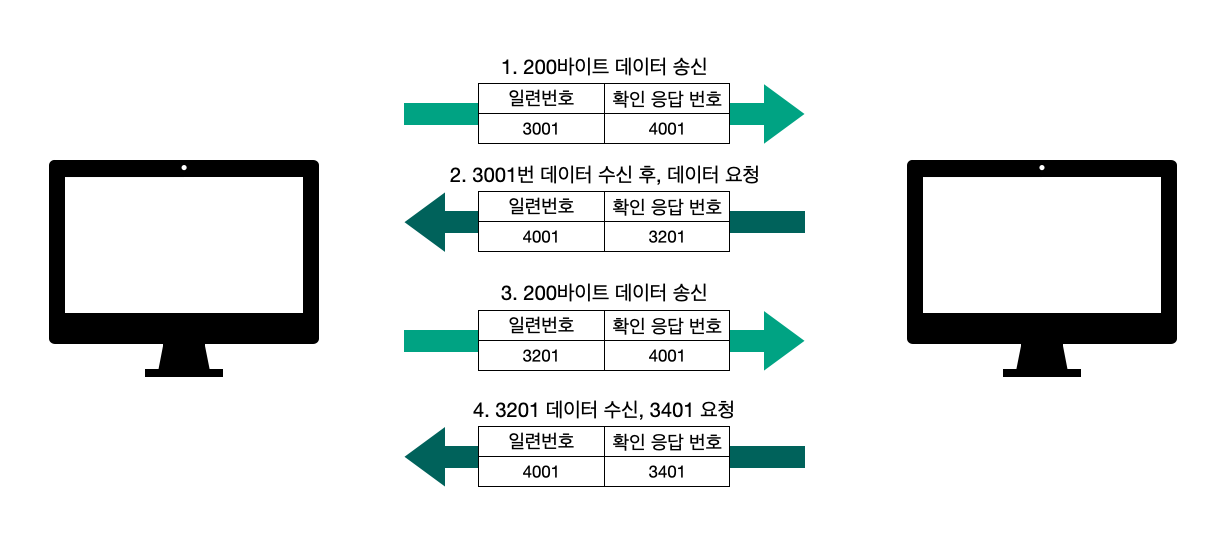 1. 200바이트 데이터 송신
일련번호 확인 응답 번호
3001 4001
2. 3001번 데이터 수신 후, 데이터 요청
일련번호 확인 응답 번호
4001 3201
3. 200바이트 데이터 송신
일련번호 확인 응답 번호
3201 4001
4. 3201 데이터 수신, 3401 요청
일련번호 확인 응답 번호
4001 3401